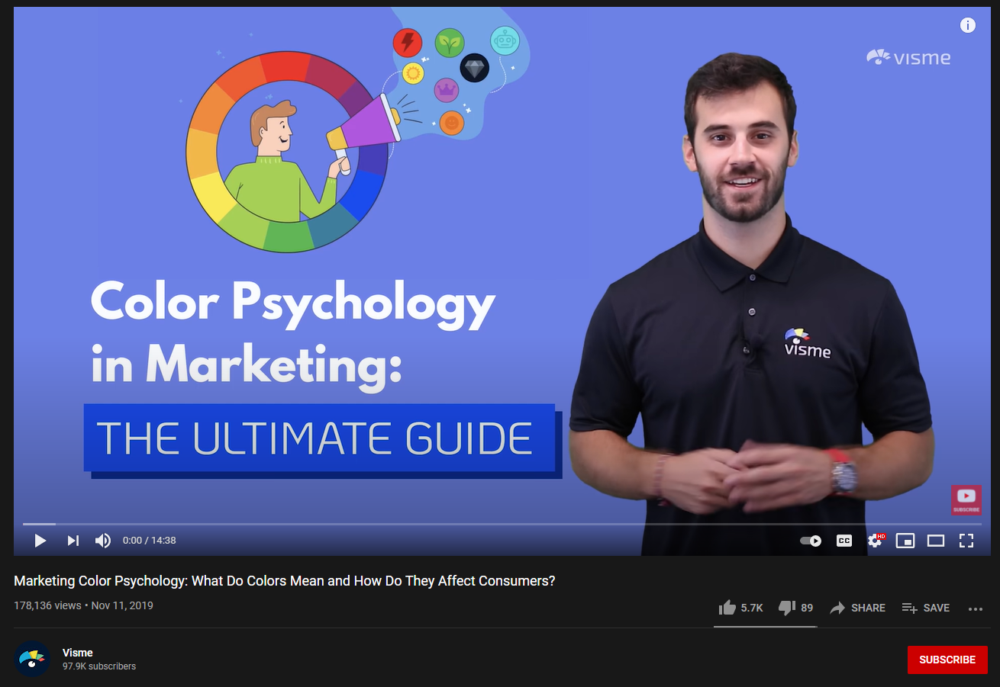 visme
Color Psychology
in Marketing:
THE ULTIMATE GUIDE
visme
SUBSCRIBE
0:00 / 14:38
CC
HD
Marketing Color Psychology: What Do Colors Mean and How Do They Affect Consumers?
178,136 views • Nov 11, 2019
5.7K 89 SHARE SAVE
Visme
97.9K subscribers
SUBSCRIBE